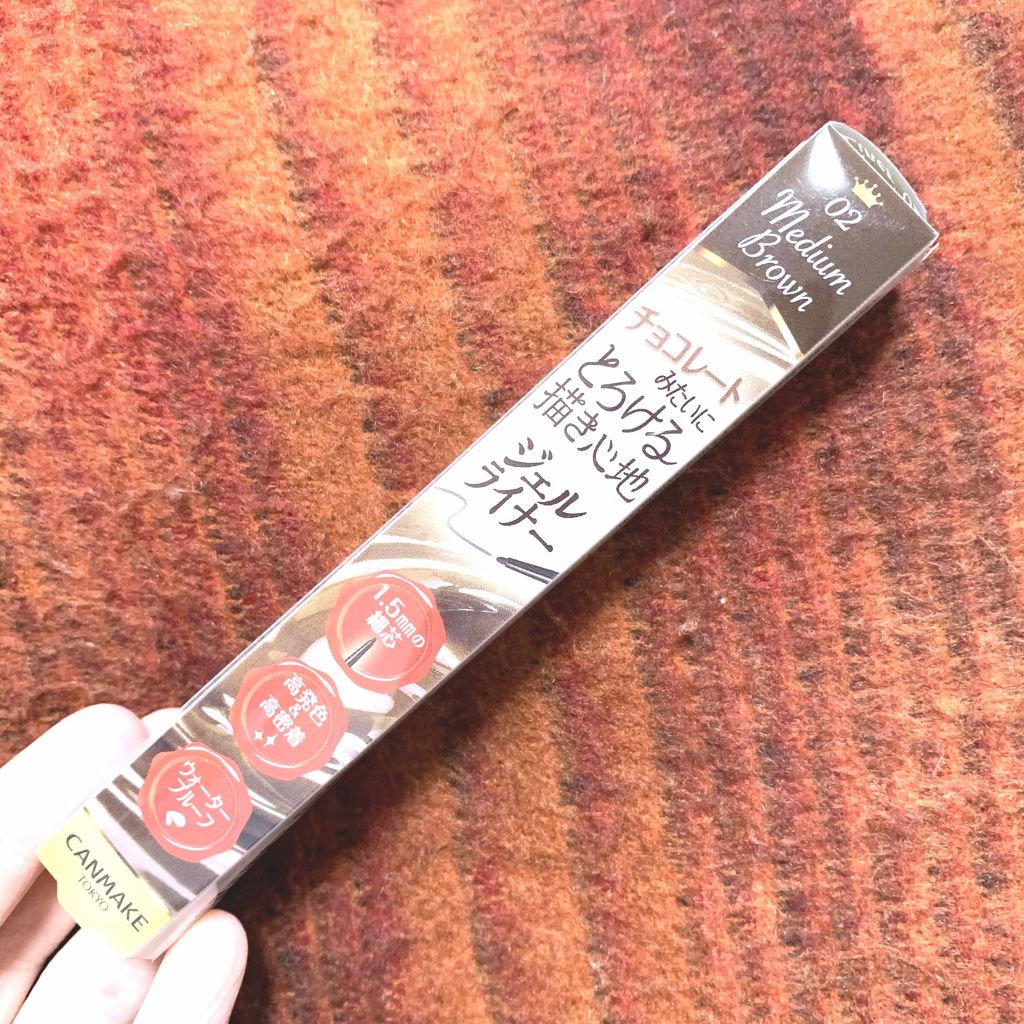 02
Medium
Brown
チョコレート
みたいに
とろける
描き心地
ジェル
ライナー
1.5mmの
細芯
高発色
&
高密着
ウォーター
プルーフ
CANMAKE
TOKYO